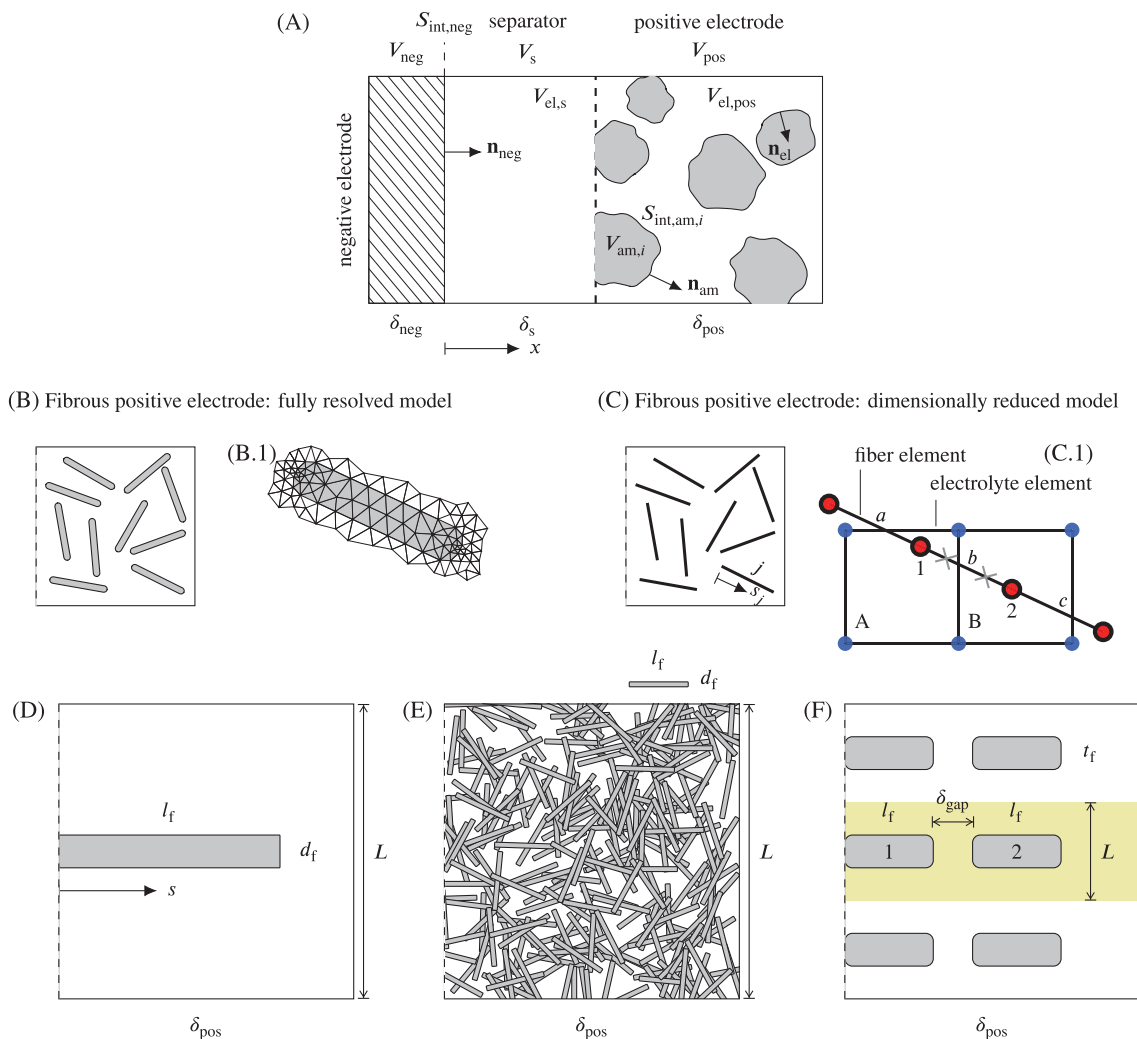 (A)
S_int,neg separator positive electrode
V_neg V_s V_pos
V_el,s V_el,pos
negative electrode
n_neg
n_el
S_int,am,i
V_am,i
n_am
δ_neg δ_s δ_pos
x
(B) Fibrous positive electrode: fully resolved model
(B.1)
(C) Fibrous positive electrode: dimensionally reduced model
(C.1)
fiber element
electrolyte element
a
1
b
2
c
A
B
j
s_j
(D)
l_f
d_f
L
s
δ_pos
l_f
d_f
(E)
L
δ_pos
(F)
t_f
l_f δ_gap l_f
1 2
L
δ_pos